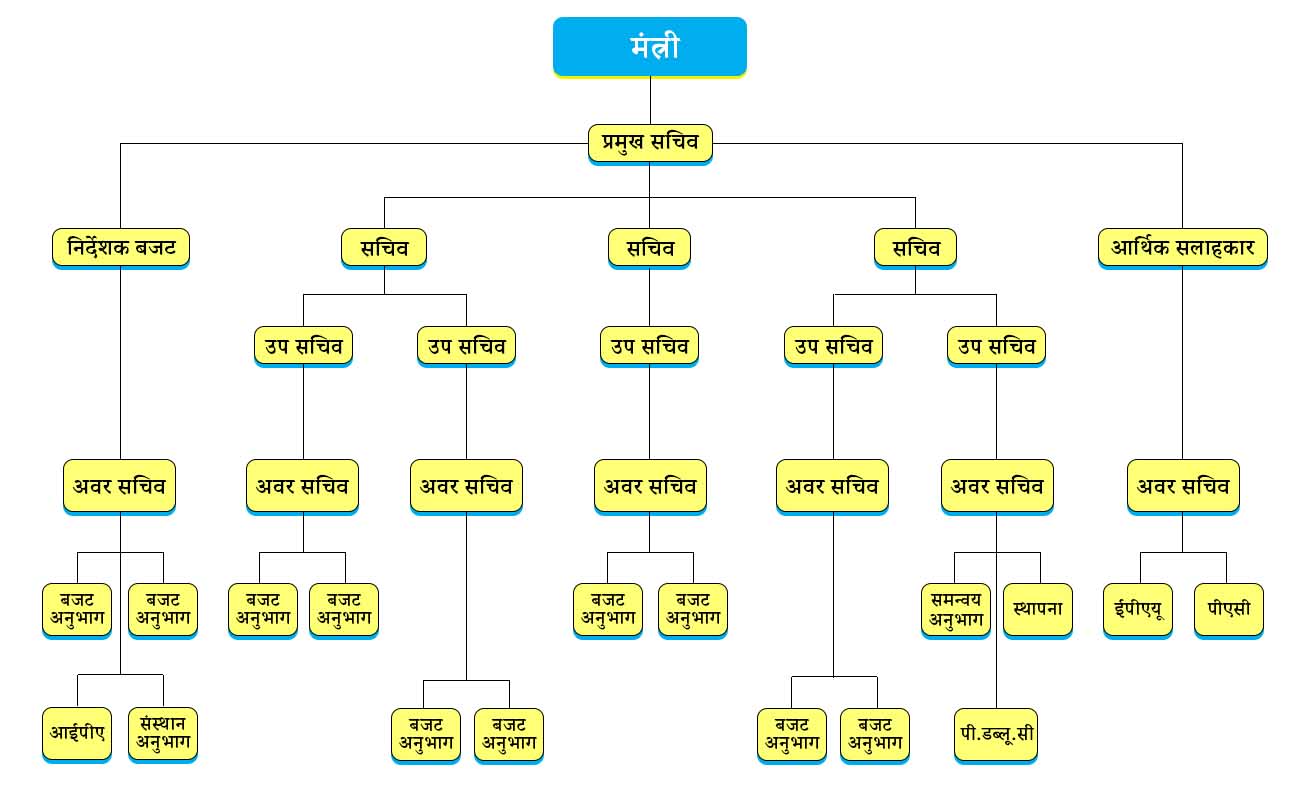 मंत्री
प्रमुख सचिव
निर्देशक बजट
सचिव
सचिव
सचिव
आर्थिक सलाहकार
उप सचिव
उप सचिव
उप सचिव
उप सचिव
उप सचिव
अवर सचिव
अवर सचिव
अवर सचिव
अवर सचिव
अवर सचिव
अवर सचिव
अवर सचिव
बजट
अनुभाग
बजट
अनुभाग
बजट
अनुभाग
बजट
अनुभाग
बजट
अनुभाग
बजट
अनुभाग
समन्वय
अनुभाग
स्थापना
ईपीएयू
पीएसी
आईपीए
संस्थान
अनुभाग
बजट
अनुभाग
बजट
अनुभाग
बजट
अनुभाग
बजट
अनुभाग
पी.डब्लू.सी